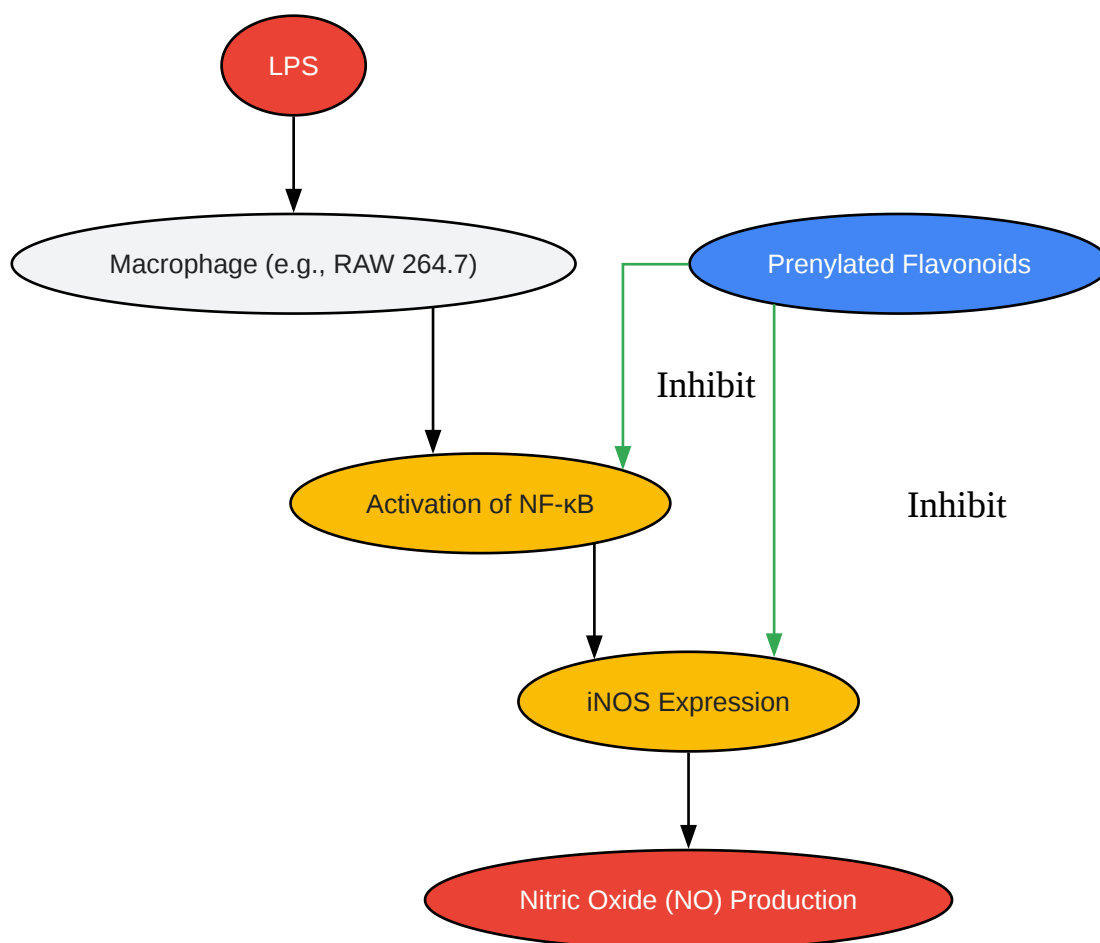 LPS
Macrophage (e.g., RAW 264.7)
Prenylated Flavonoids
Inhibit
Activation of NF-κB
Inhibit
iNOS Expression
Nitric Oxide (NO) Production